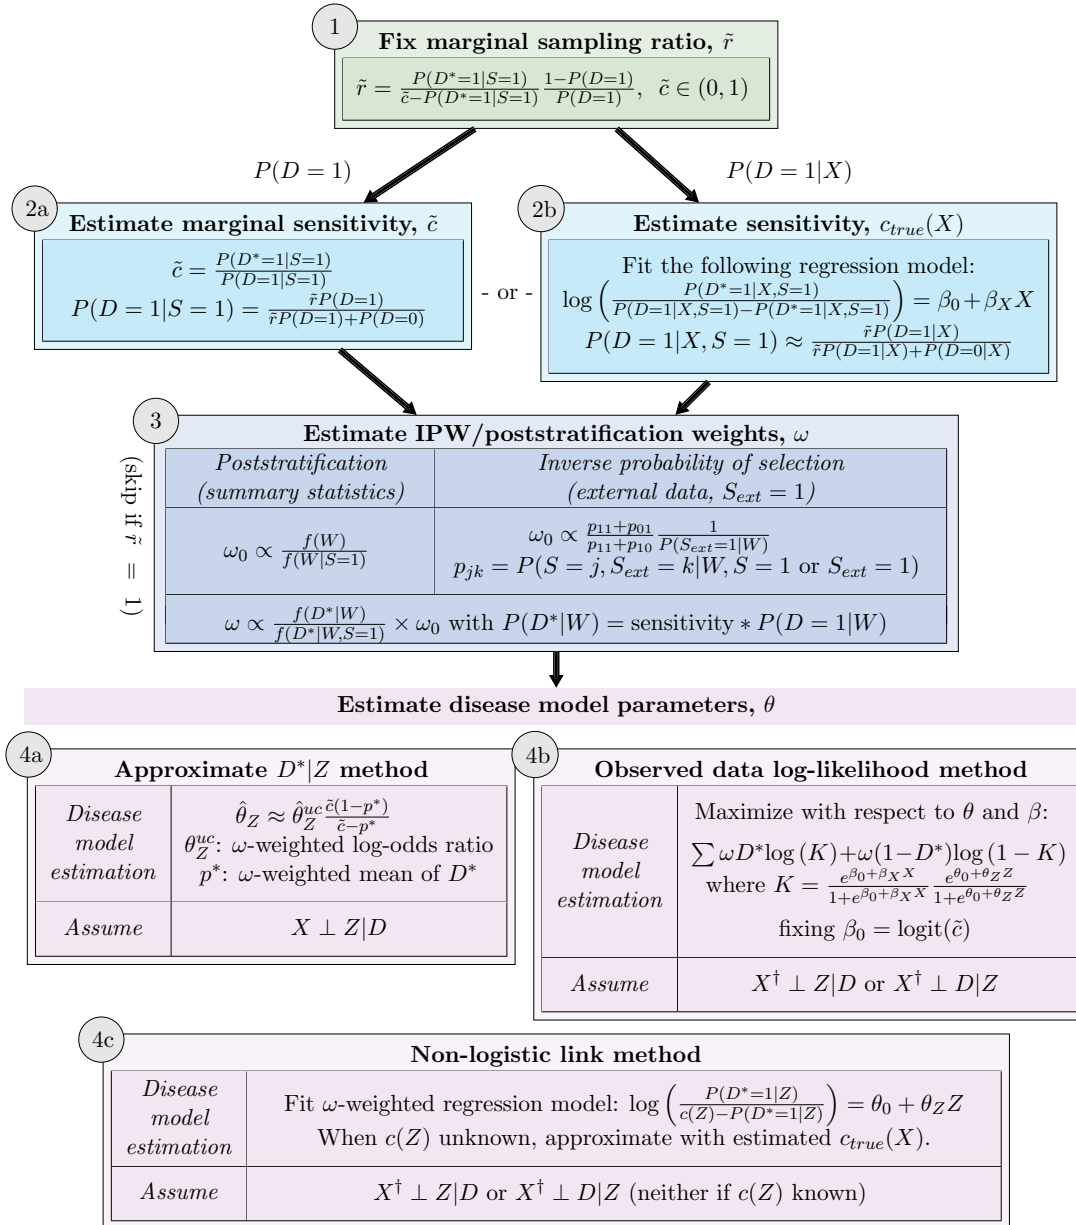 1
Fix marginal sampling ratio, r̃
r̃ = P(D*=1|S=1)/(c̃−P(D*=1|S=1)) (1−P(D=1))/P(D=1), c̃ ∈ (0, 1)
P(D = 1)
P(D = 1|X)
2a
Estimate marginal sensitivity, c̃
c̃ = P(D*=1|S=1)/P(D=1|S=1)
P(D = 1|S = 1) = r̃P(D=1)/(r̃P(D=1)+P(D=0))
- or -
2b
Estimate sensitivity, c_true(X)
Fit the following regression model:
log (P(D*=1|X,S=1)/(P(D=1|X,S=1)−P(D*=1|X,S=1))) = β₀ + β_X X
P(D = 1|X, S = 1) ≈ r̃P(D=1|X)/(r̃P(D=1|X)+P(D=0|X))
3
(skip if r̃ = 1)
Estimate IPW/poststratification weights, ω
Poststratification
(summary statistics)
Inverse probability of selection
(external data, S_ext = 1)
ω₀ ∝ f(W)/f(W|S=1)
ω₀ ∝ (p₁₁+p₀₁)/(p₁₁+p₁₀) 1/P(S_ext=1|W)
p_jk = P(S = j, S_ext = k|W, S = 1 or S_ext = 1)
ω ∝ f(D*|W)/f(D*|W,S=1) × ω₀ with P(D*|W) = sensitivity ∗ P(D = 1|W)
Estimate disease model parameters, θ
4a
Approximate D*|Z method
Disease
model
estimation
θ̂_Z ≈ θ̂_Z^uc c̃(1−p*)/(c̃−p*)
θ_Z^uc: ω-weighted log-odds ratio
p*: ω-weighted mean of D*
Assume
X ⊥ Z|D
4b
Observed data log-likelihood method
Disease
model
estimation
Maximize with respect to θ and β:
∑ ωD*log (K)+ω(1−D*)log (1 − K)
where K = e^(β₀+β_X X)/(1+e^(β₀+β_X X)) e^(θ₀+θ_Z Z)/(1+e^(θ₀+θ_Z Z))
fixing β₀ = logit(c̃)
Assume
X† ⊥ Z|D or X† ⊥ D|Z
4c
Non-logistic link method
Disease
model
estimation
Fit ω-weighted regression model: log (P(D*=1|Z)/(c(Z)−P(D*=1|Z))) = θ₀ + θ_Z Z
When c(Z) unknown, approximate with estimated c_true(X).
Assume
X† ⊥ Z|D or X† ⊥ D|Z (neither if c(Z) known)